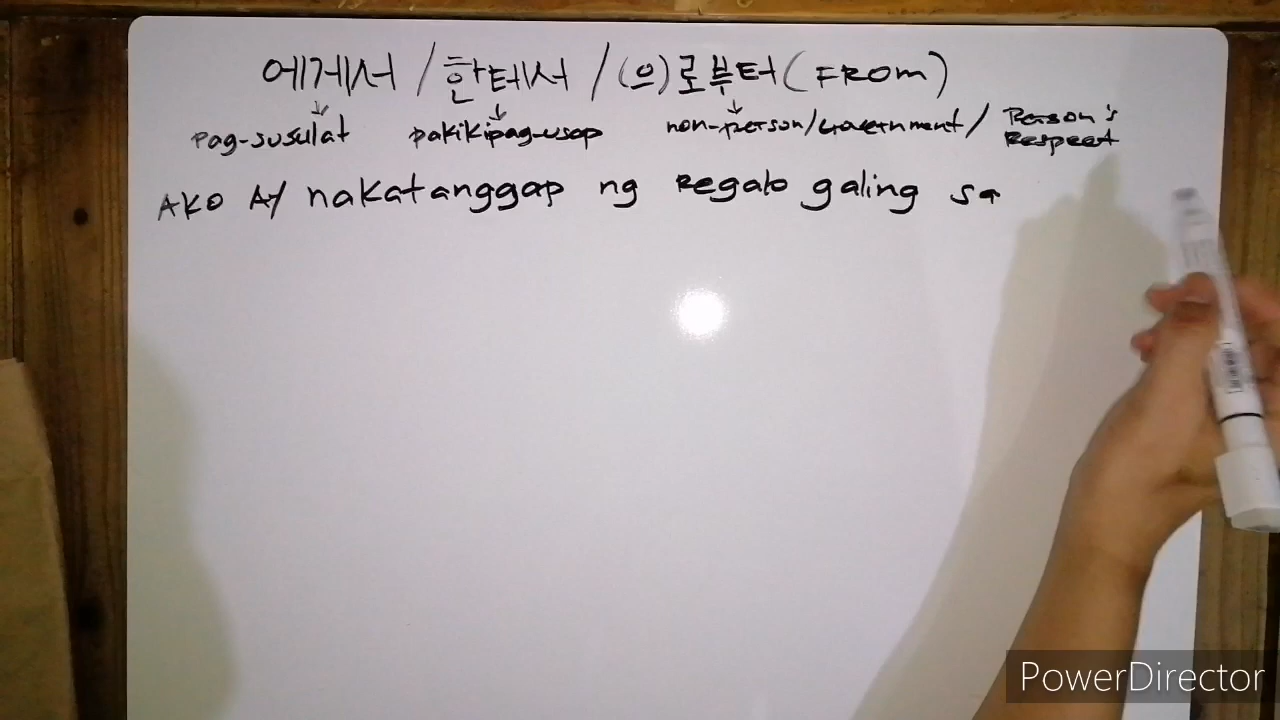 에게서 / 한테서 / (으)로부터 (FROM)
pag-susulat pakikipag-usap non-person/Government/ Person's Respect
AKO AY nakatanggap ng Regalo galing sa
PowerDirector